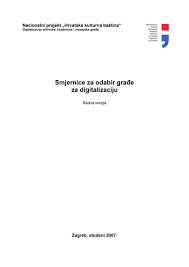 Nacionalni projekt „Hrvatska kulturna baština“
Digitalizacija arhivske, knjižnične i muzejske građe
Smjernice za odabir građe
za digitalizaciju
Radna verzija
Zagreb, studeni 2007.